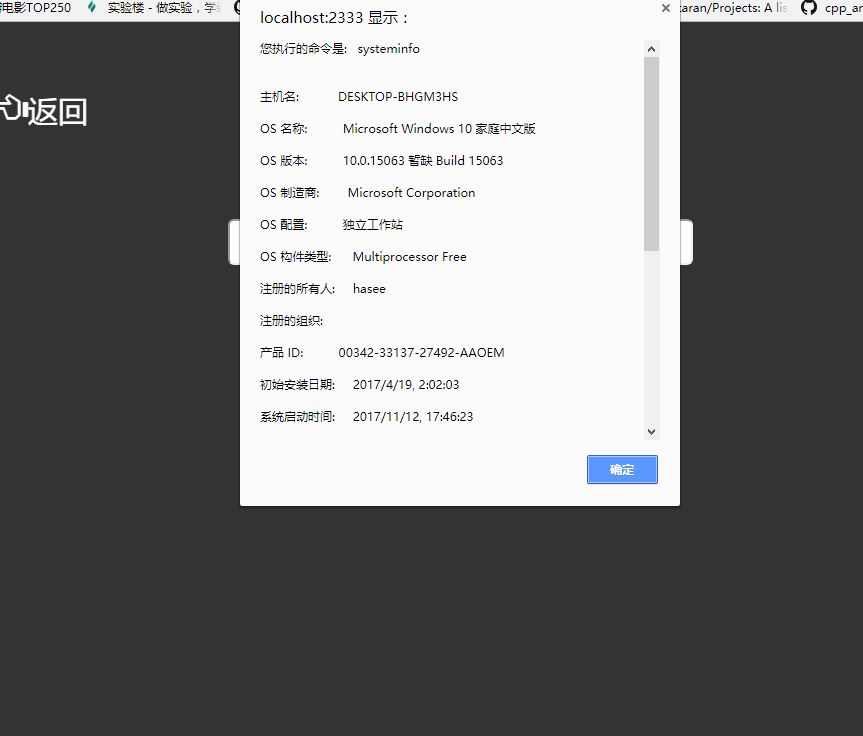 电影TOP250 实验楼 - 做实验，学 taran/Projects: A lis cpp_ar
localhost:2333 显示：
您执行的命令是: systeminfo
返回
主机名: DESKTOP-BHGM3HS
OS 名称: Microsoft Windows 10 家庭中文版
OS 版本: 10.0.15063 暂缺 Build 15063
OS 制造商: Microsoft Corporation
OS 配置: 独立工作站
OS 构件类型: Multiprocessor Free
注册的所有人: hasee
注册的组织:
产品 ID: 00342-33137-27492-AAOEM
初始安装日期: 2017/4/19, 2:02:03
系统启动时间: 2017/11/12, 17:46:23
确定